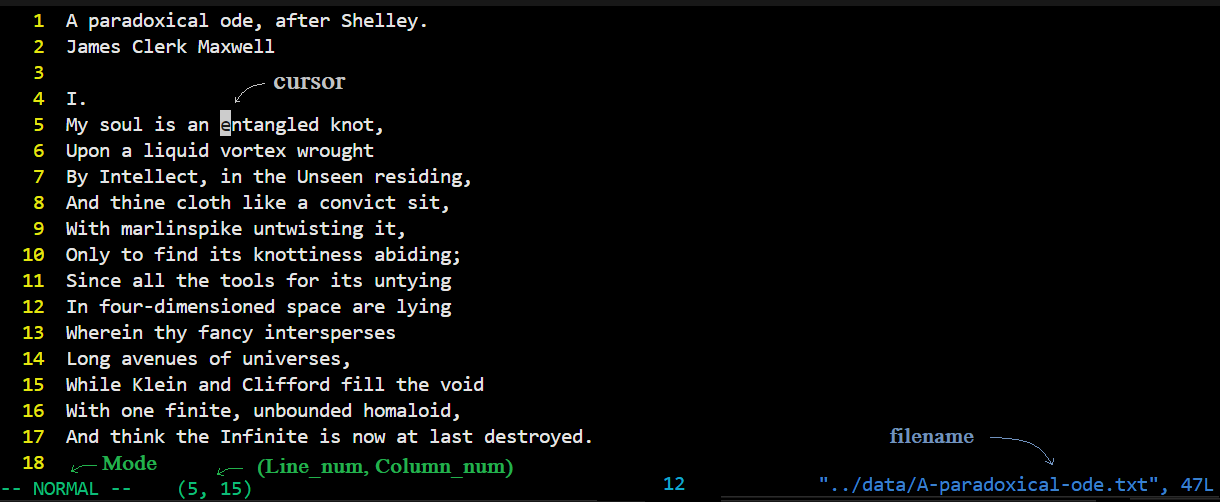 1 A paradoxical ode, after Shelley.
2 James Clerk Maxwell
3
cursor
4 I.
5 My soul is an entangled knot,
6 Upon a liquid vortex wrought
7 By Intellect, in the Unseen residing,
8 And thine cloth like a convict sit,
9 With marlinspike untwisting it,
10 Only to find its knottiness abiding;
11 Since all the tools for its untying
12 In four-dimensioned space are lying
13 Wherein thy fancy intersperses
14 Long avenues of universes,
15 While Klein and Clifford fill the void
16 With one finite, unbounded homaloid,
17 And think the Infinite is now at last destroyed.
filename
18
Mode (Line_num, Column_num)
-- NORMAL -- (5, 15) 12 "../data/A-paradoxical-ode.txt", 47L